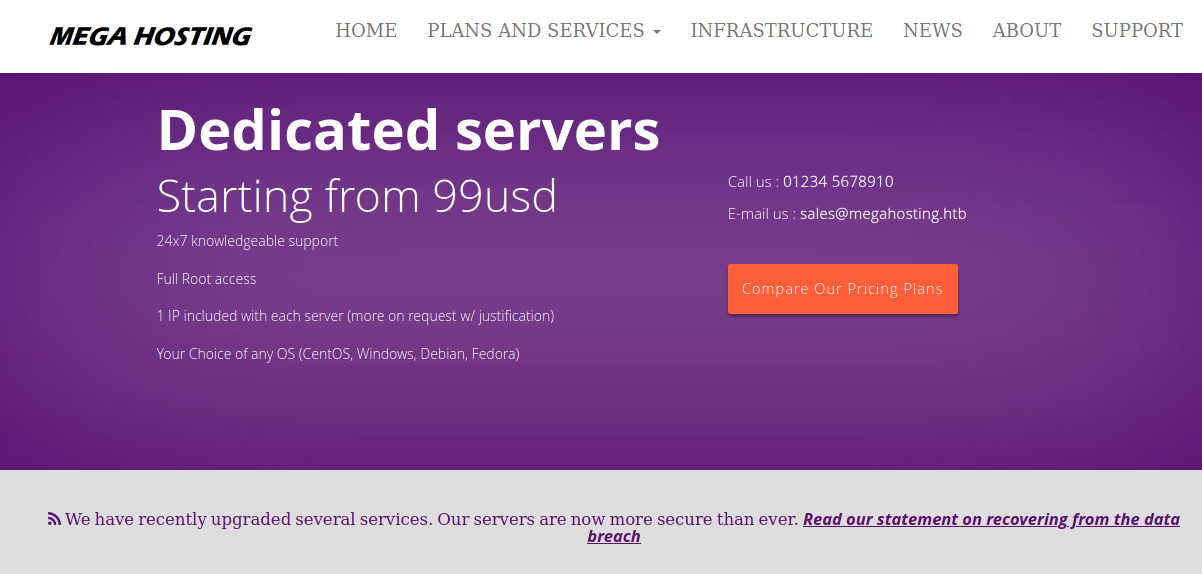 MEGA HOSTING
HOME PLANS AND SERVICES INFRASTRUCTURE NEWS ABOUT SUPPORT
Dedicated servers
Starting from 99usd
24x7 knowledgeable support
Full Root access
1 IP included with each server (more on request w/ justification)
Your Choice of any OS (CentOS, Windows, Debian, Fedora)
Call us : 01234 5678910
E-mail us : sales@megahosting.htb
Compare Our Pricing Plans
We have recently upgraded several services. Our servers are now more secure than ever. Read our statement on recovering from the data
breach